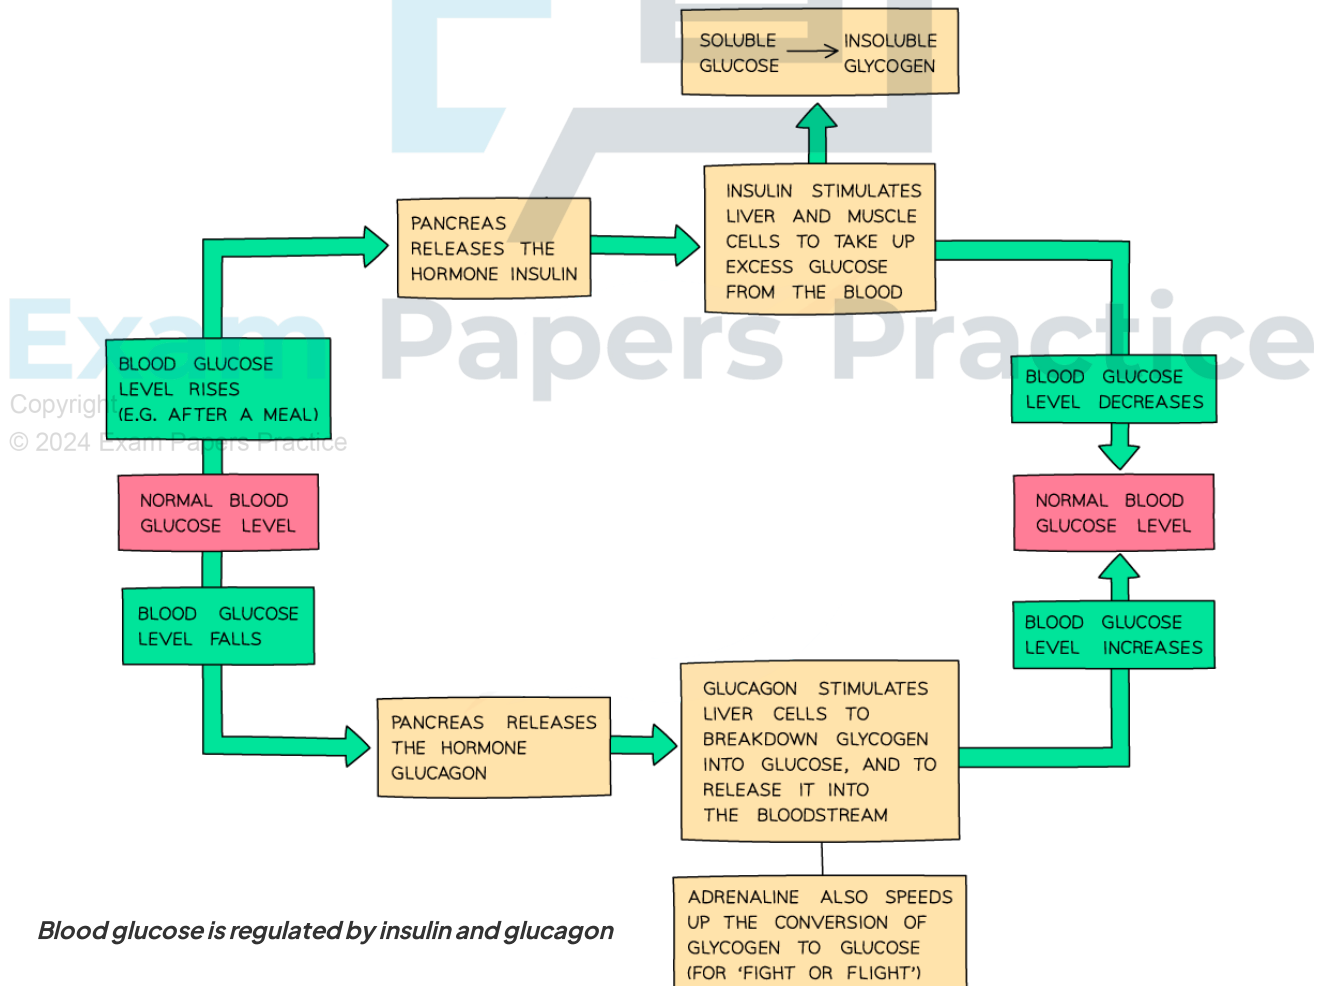 SOLUBLE GLUCOSE → INSOLUBLE GLYCOGEN
INSULIN STIMULATES
LIVER AND MUSCLE
CELLS TO TAKE UP
EXCESS GLUCOSE
FROM THE BLOOD
PANCREAS
RELEASES THE
HORMONE INSULIN
Exam Papers Practice
BLOOD GLUCOSE
LEVEL RISES
(E.G. AFTER A MEAL)
BLOOD GLUCOSE
LEVEL DECREASES
Copyright
© 2024 Exam Papers Practice
NORMAL BLOOD
GLUCOSE LEVEL
NORMAL BLOOD
GLUCOSE LEVEL
BLOOD GLUCOSE
LEVEL FALLS
BLOOD GLUCOSE
LEVEL INCREASES
PANCREAS RELEASES
THE HORMONE
GLUCAGON
GLUCAGON STIMULATES
LIVER CELLS TO
BREAKDOWN GLYCOGEN
INTO GLUCOSE, AND TO
RELEASE IT INTO
THE BLOODSTREAM
ADRENALINE ALSO SPEEDS
UP THE CONVERSION OF
GLYCOGEN TO GLUCOSE
(FOR ‘FIGHT OR FLIGHT’)
Blood glucose is regulated by insulin and glucagon